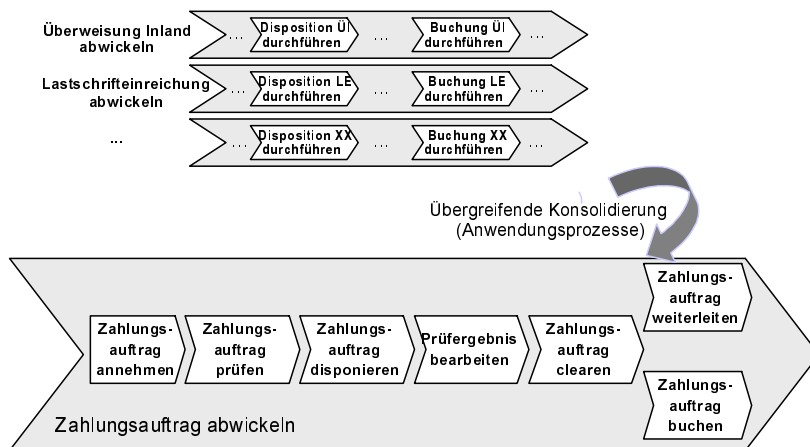 Überweisung Inland
abwickeln
...
Disposition ÜI
durchführen
...
Buchung ÜI
durchführen
...
Lastschrifteinreichung
abwickeln
...
Disposition LE
durchführen
...
Buchung LE
durchführen
...
...
...
Disposition XX
durchführen
...
Buchung XX
durchführen
...
Übergreifende Konsolidierung
(Anwendungsprozesse)
Zahlungs-
auftrag
annehmen
Zahlungs-
auftrag
prüfen
Zahlungs-
auftrag
disponieren
Prüfergebnis
bearbeiten
Zahlungs-
auftrag
clearen
Zahlungs-
auftrag
weiterleiten
Zahlungs-
auftrag
buchen
Zahlungsauftrag abwickeln